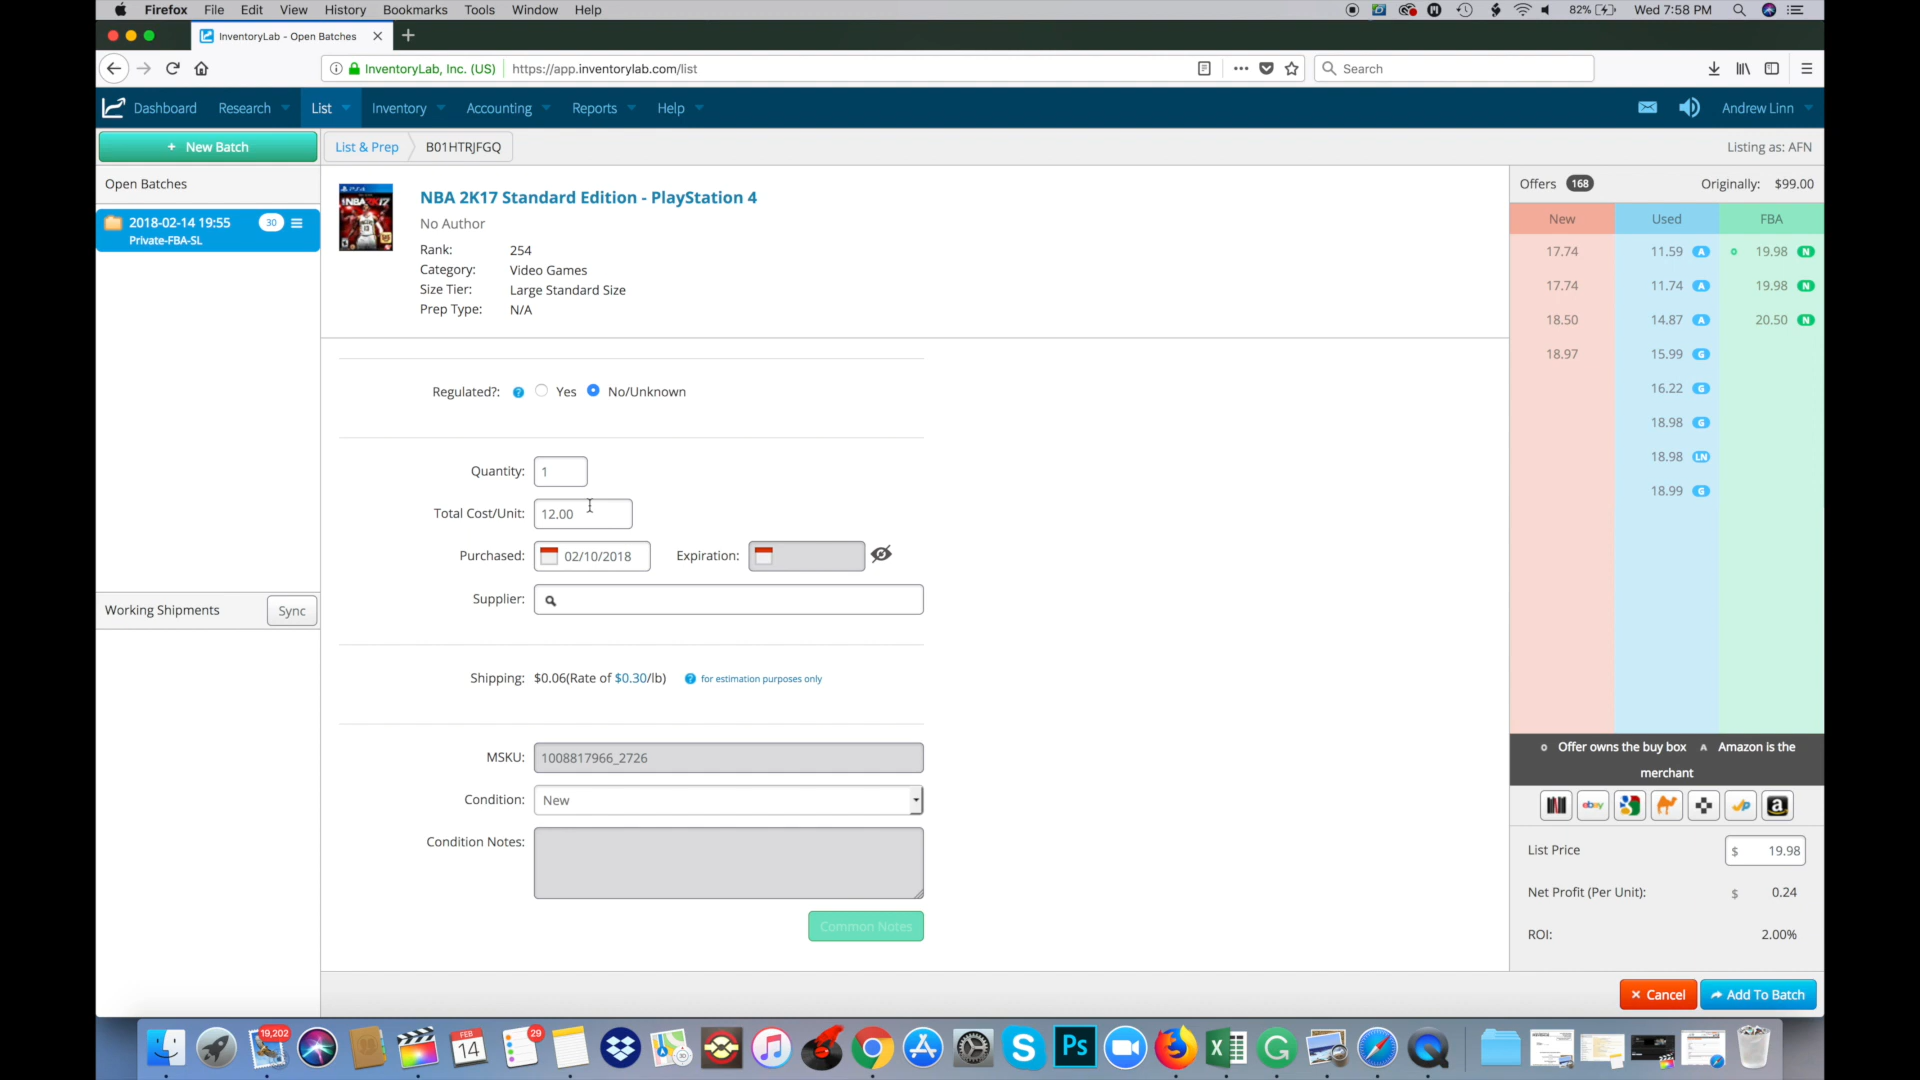 Firefox File Edit View History Bookmarks Tools Window Help 82% Wed 7:58 PM
InventoryLab - Open Batches
InventoryLab, Inc. (US) https://app.inventorylab.com/list Search
Dashboard Research List Inventory Accounting Reports Help Andrew Linn
+ New Batch List & Prep B01HTRJFGQ Listing as: AFN
Open Batches
2018-02-14 19:55 30
Private-FBA-SL
Working Shipments Sync
NBA 2K17 Standard Edition - PlayStation 4
No Author
Rank: 254
Category: Video Games
Size Tier: Large Standard Size
Prep Type: N/A
Regulated?: ? Yes No/Unknown
Quantity: 1
Total Cost/Unit: 12.00
Purchased: 02/10/2018 Expiration:
Supplier:
Shipping: $0.06(Rate of $0.30/lb) ? for estimation purposes only
MSKU: 1008817966_2726
Condition: New
Condition Notes:
Common Notes
Offers 168 Originally: $99.00
New Used FBA
17.74 11.59 A O 19.98 N
17.74 11.74 A 19.98 N
18.50 14.87 A 20.50 N
18.97 15.99 G
16.22 G
18.98 G
18.98 LN
18.99 G
O Offer owns the buy box A Amazon is the
merchant
ebay a
List Price $ 19.98
Net Profit (Per Unit): $ 0.24
ROI: 2.00%
× Cancel Add To Batch
19,202 FEB 14 29 S Ps X G